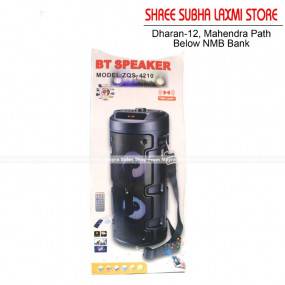 SHREE SUBHA LAXMI STORE
Dharan-12, Mahendra Path
Below NMB Bank
BT SPEAKER
MODEL:ZQS-4210